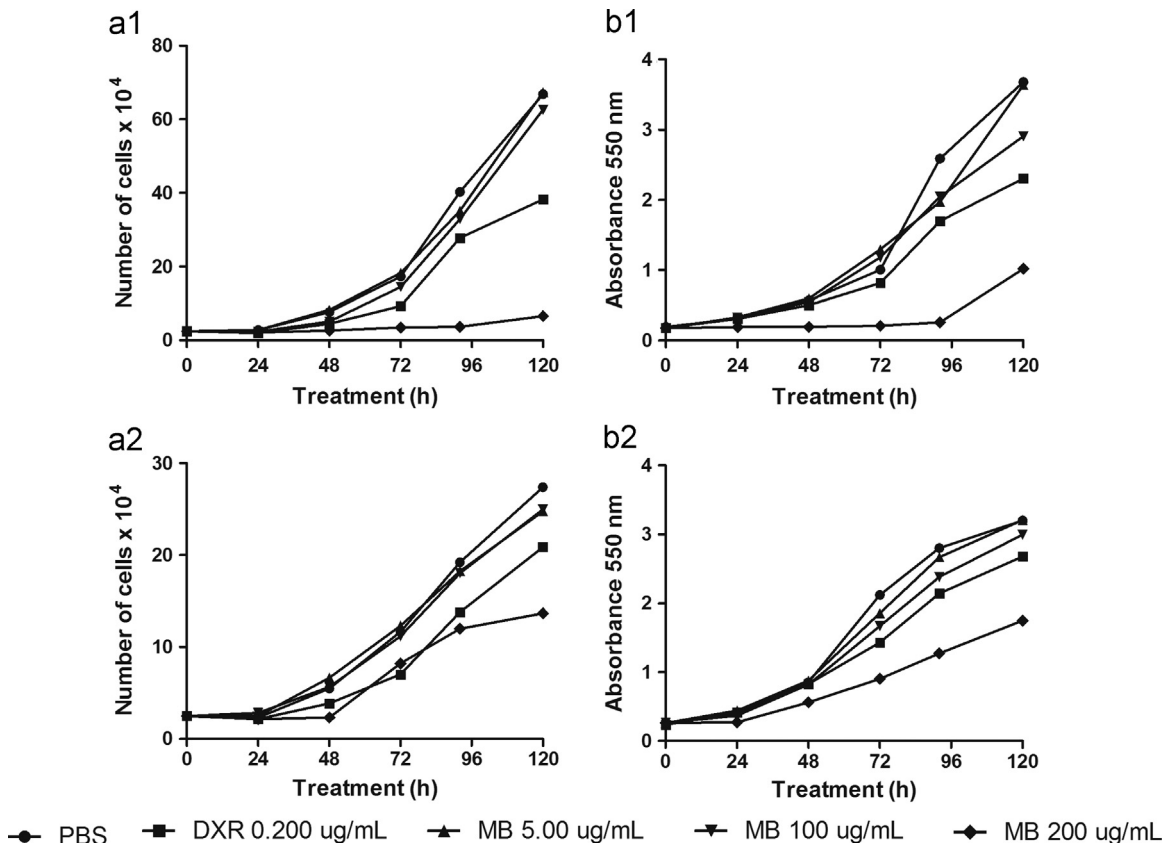 a1
Number of cells x 10⁴
80
60
40
20
0
0 24 48 72 96 120
Treatment (h)
b1
Absorbance 550 nm
4
3
2
1
0
0 24 48 72 96 120
Treatment (h)
a2
Number of cells x 10⁴
30
20
10
0
0 24 48 72 96 120
Treatment (h)
b2
Absorbance 550 nm
4
3
2
1
0
0 24 48 72 96 120
Treatment (h)
PBS DXR 0.200 ug/mL MB 5.00 ug/mL MB 100 ug/mL MB 200 ug/mL